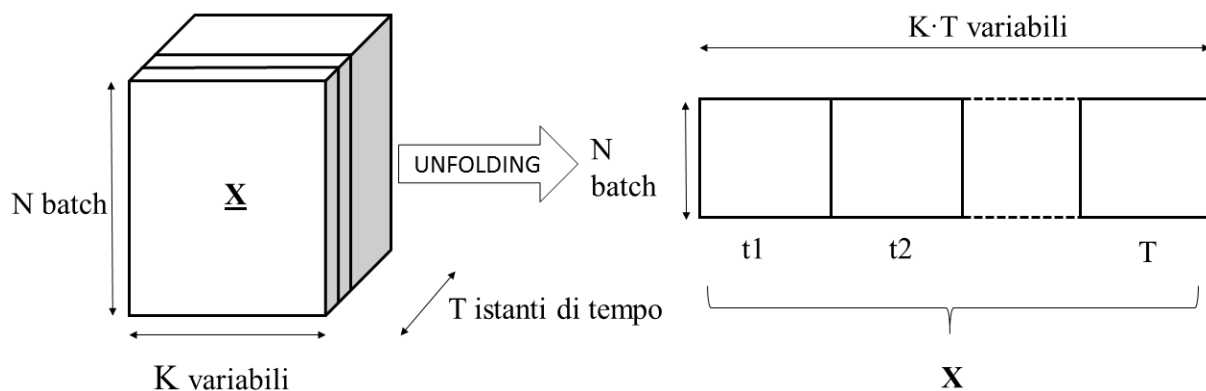 K·T variabili
N batch
X
UNFOLDING
N
batch
t1
t2
T
T istanti di tempo
K variabili
X